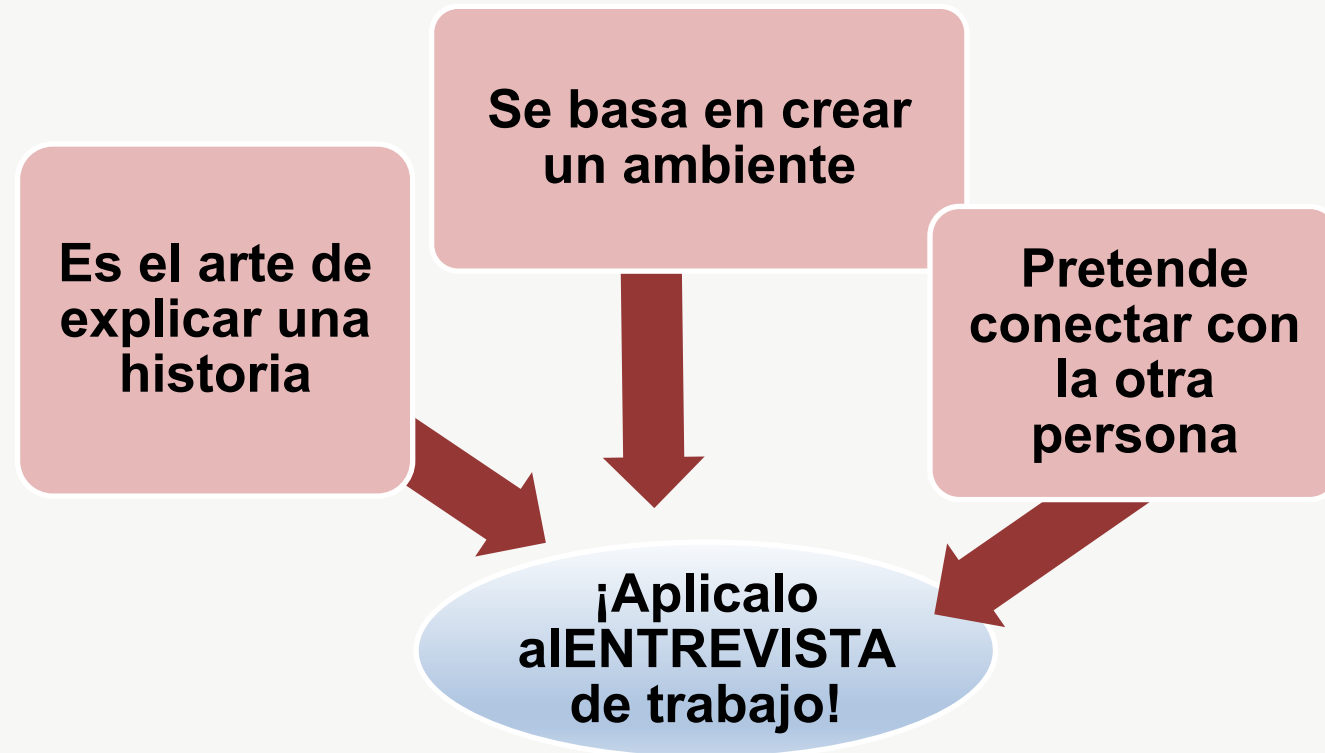 Es el arte de
explicar una
historia
Se basa en crear
un ambiente
Pretende
conectar con
la otra
persona
¡Aplicalo
alENTREVISTA
de trabajo!